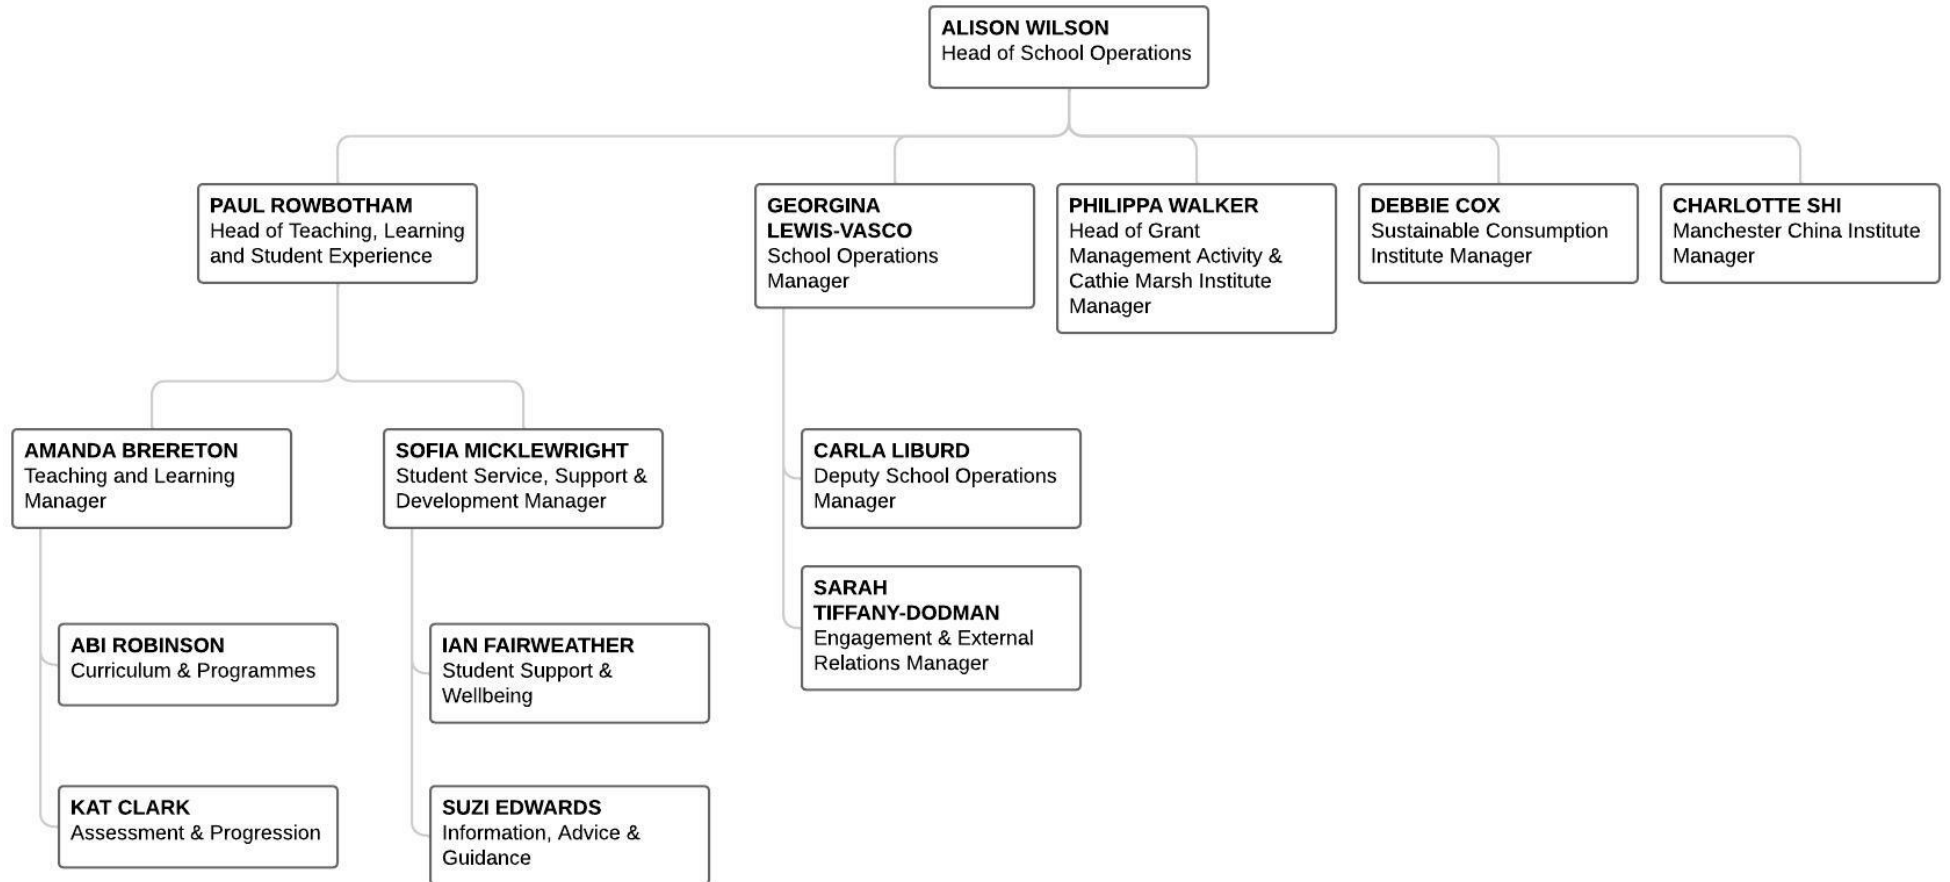 ALISON WILSON
Head of School Operations
PAUL ROWBOTHAM
Head of Teaching, Learning
and Student Experience
GEORGINA
LEWIS-VASCO
School Operations
Manager
PHILIPPA WALKER
Head of Grant
Management Activity &
Cathie Marsh Institute
Manager
DEBBIE COX
Sustainable Consumption
Institute Manager
CHARLOTTE SHI
Manchester China Institute
Manager
AMANDA BRERETON
Teaching and Learning
Manager
SOFIA MICKLEWRIGHT
Student Service, Support &
Development Manager
CARLA LIBURD
Deputy School Operations
Manager
SARAH
TIFFANY-DODMAN
Engagement & External
Relations Manager
ABI ROBINSON
Curriculum & Programmes
IAN FAIRWEATHER
Student Support &
Wellbeing
KAT CLARK
Assessment & Progression
SUZI EDWARDS
Information, Advice &
Guidance